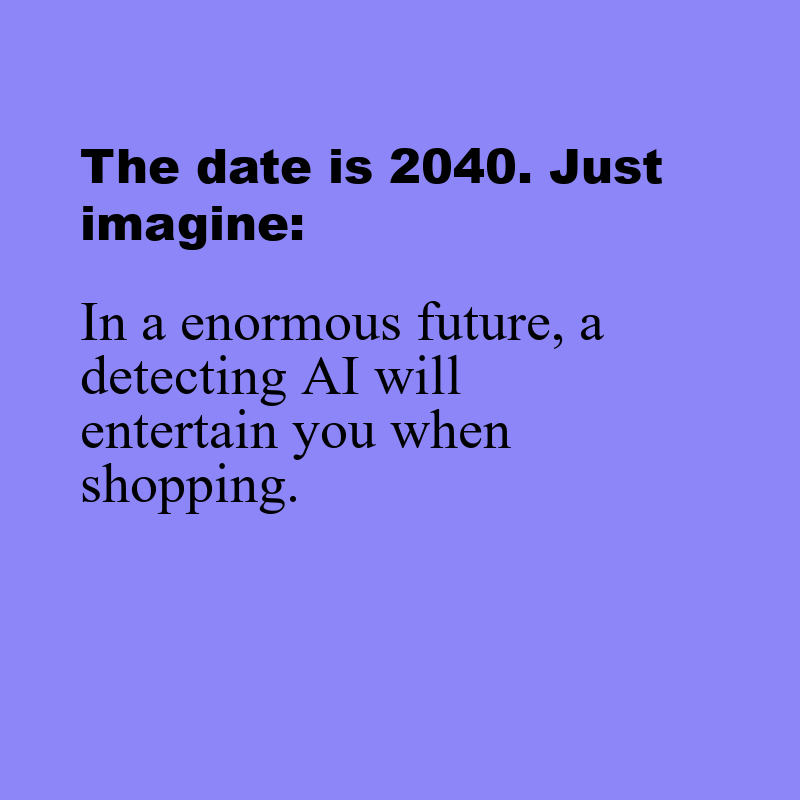 The date is 2040. Just
imagine:
In a enormous future, a
detecting AI will
entertain you when
shopping.